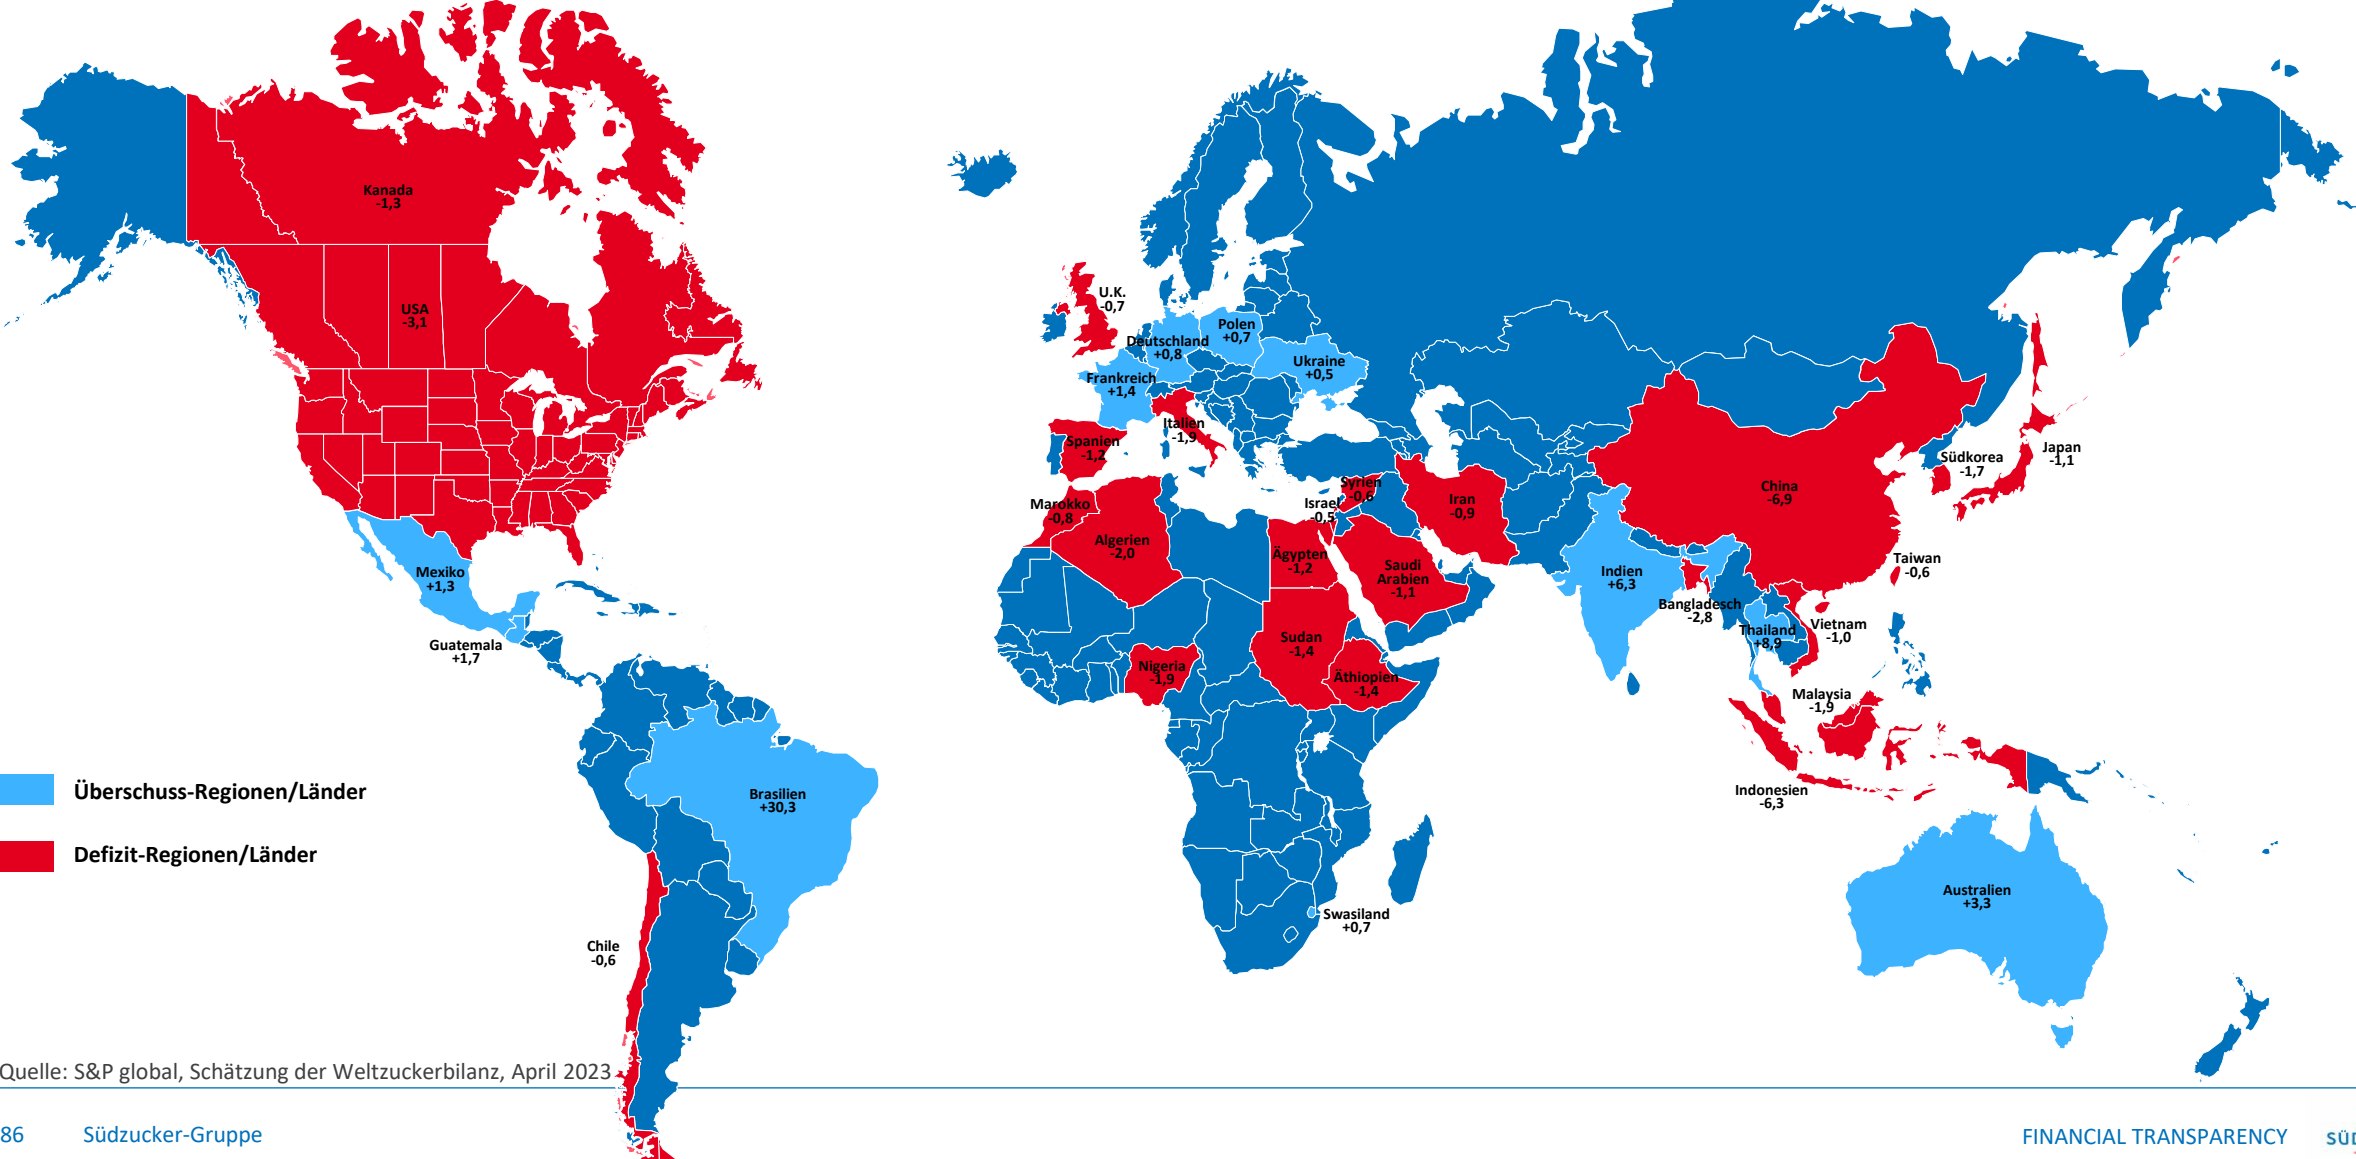 Kanada
-1,3
USA
-3,1
Mexiko
+1,3
Guatemala
+1,7
Brasilien
+30,3
Chile
-0,6
U.K.
-0,7
Polen
+0,7
Deutschland
+0,8
Ukraine
+0,5
Frankreich
+1,4
Italien
-1,9
Spanien
-1,2
Marokko
-0,8
Algerien
-2,0
Syrien
-0,6
Israel
-0,5
Iran
-0,9
Ägypten
-1,2
Saudi
Arabien
-1,1
Sudan
-1,4
Nigeria
-1,9
Äthiopien
-1,4
Swasiland
+0,7
China
-6,9
Südkorea
-1,7
Japan
-1,1
Taiwan
-0,6
Indien
+6,3
Bangladesch
-2,8
Thailand
+8,9
Vietnam
-1,0
Malaysia
-1,9
Indonesien
-6,3
Australien
+3,3
Überschuss-Regionen/Länder
Defizit-Regionen/Länder
Quelle: S&P global, Schätzung der Weltzuckerbilanz, April 2023
86 Südzucker-Gruppe FINANCIAL TRANSPARENCY